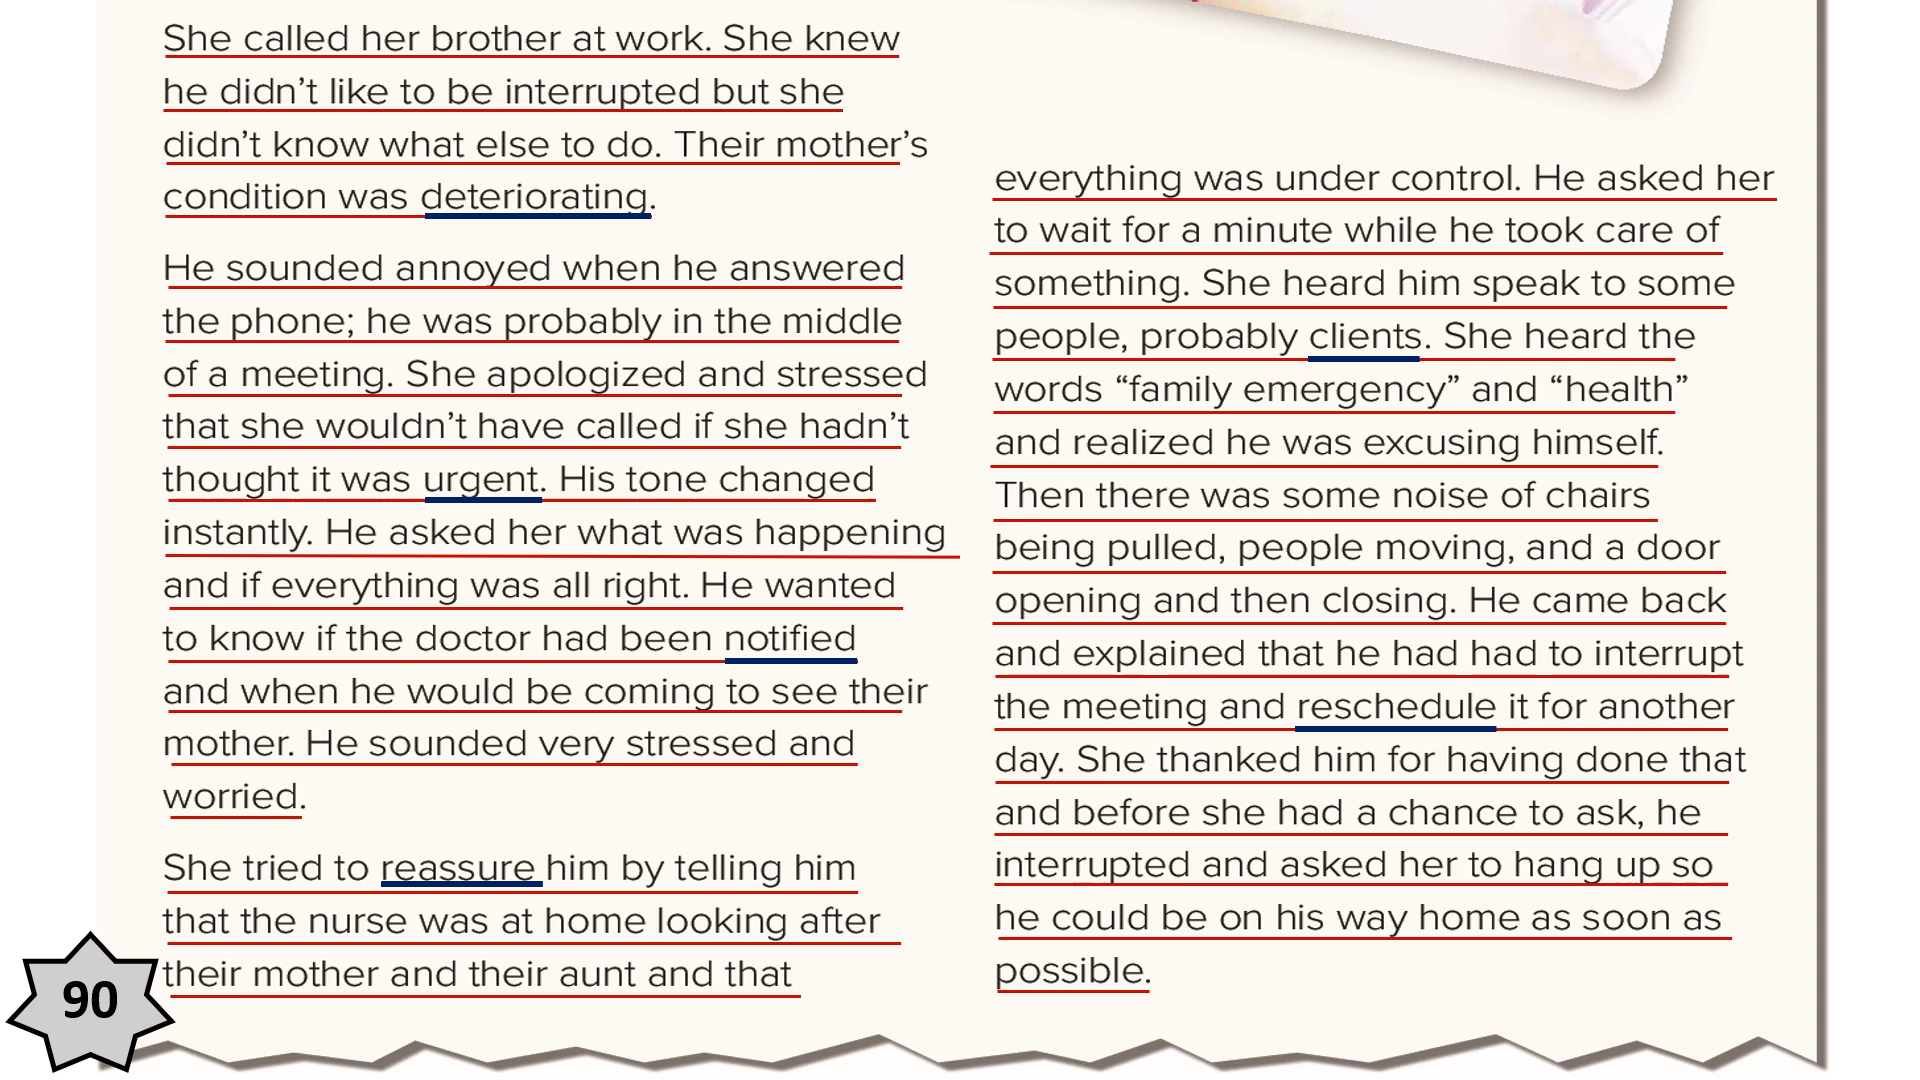 She called her brother at work. She knew
he didn’t like to be interrupted but she
didn’t know what else to do. Their mother’s
condition was deteriorating.
He sounded annoyed when he answered
the phone; he was probably in the middle
of a meeting. She apologized and stressed
that she wouldn’t have called if she hadn’t
thought it was urgent. His tone changed
instantly. He asked her what was happening
and if everything was all right. He wanted
to know if the doctor had been notified
and when he would be coming to see their
mother. He sounded very stressed and
worried.
She tried to reassure him by telling him
that the nurse was at home looking after
their mother and their aunt and that
everything was under control. He asked her
to wait for a minute while he took care of
something. She heard him speak to some
people, probably clients. She heard the
words “family emergency” and “health”
and realized he was excusing himself.
Then there was some noise of chairs
being pulled, people moving, and a door
opening and then closing. He came back
and explained that he had had to interrupt
the meeting and reschedule it for another
day. She thanked him for having done that
and before she had a chance to ask, he
interrupted and asked her to hang up so
he could be on his way home as soon as
possible.
90